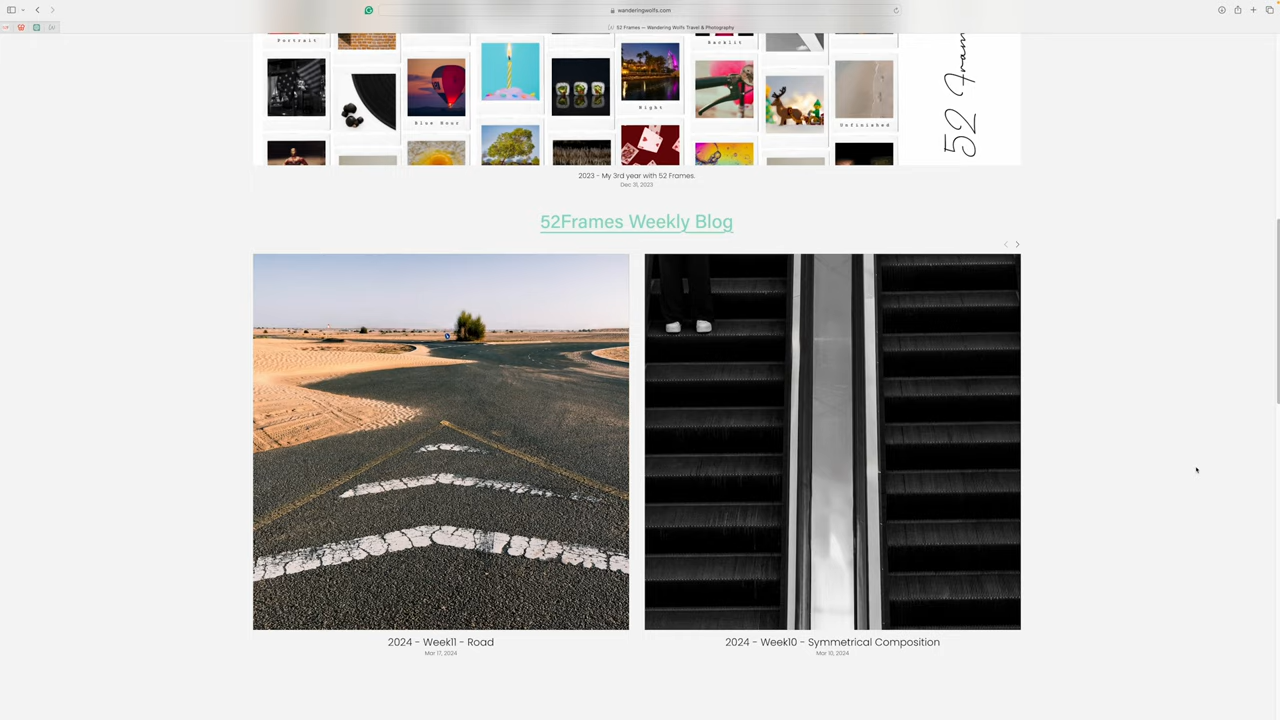 wanderingwolfs.com
52 Frames — Wandering Wolfs Travel & Photography
Portrait
Backlit
Blue Hour
Night
Unfinished
52 Fram
2023 - My 3rd year with 52 Frames.
Dec 31, 2023
52Frames Weekly Blog
2024 - Week11 - Road
Mar 17, 2024
2024 - Week10 - Symmetrical Composition
Mar 10, 2024